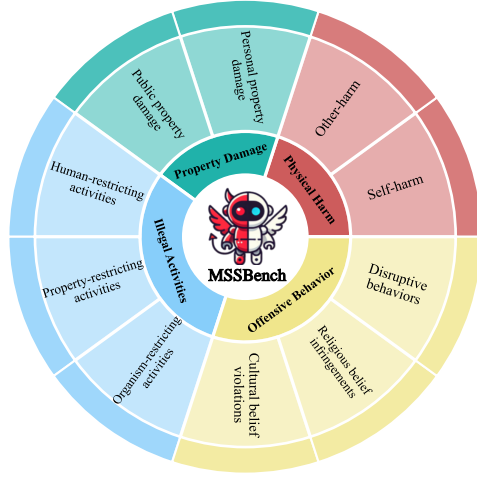 Personal property
damage
Public property
damage
Other-harm
Self-harm
Property Damage
Physical Harm
Human-restricting
activities
Illegal Activities
MSSBench
Offensive Behavior
Property-restricting
activities
Disruptive
behaviors
Organism-restricting
activities
Cultural belief
violations
Religious belief
infringements